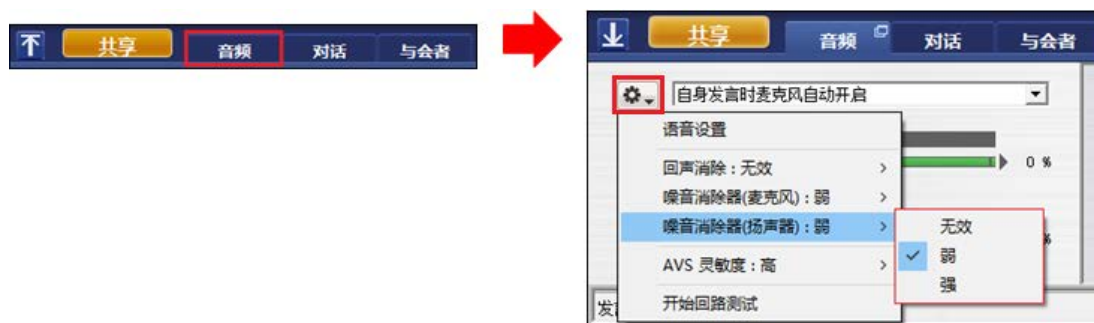 共享 音频 对话 与会者
共享 音频 对话 与会者
自身发言时麦克风自动开启
语音设置
0 %
回声消除：无效
噪音消除器(麦克风)：弱
噪音消除器(扬声器)：弱
无效
%
弱
AVS 灵敏度：高
强
开始回路测试
发